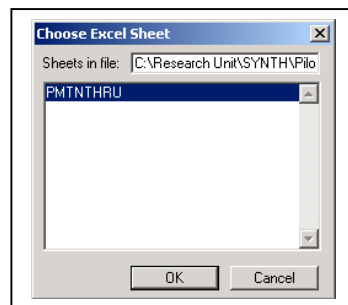 Choose Excel Sheet
Sheets in file: C:\Research Unit\SYNTH\Pilo
PMTNTHRU
OK Cancel